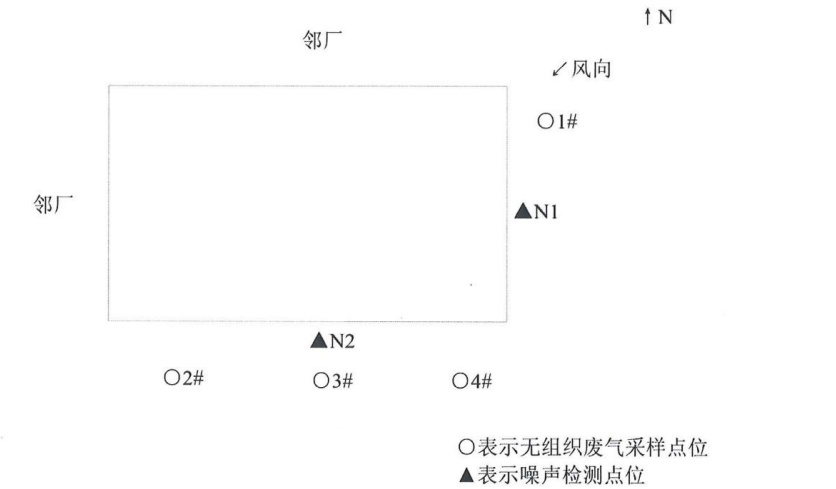 ↑N
邻厂
↙风向
○1#
邻厂
▲N1
▲N2
○2#
○3#
○4#
○表示无组织废气采样点位
▲表示噪声检测点位